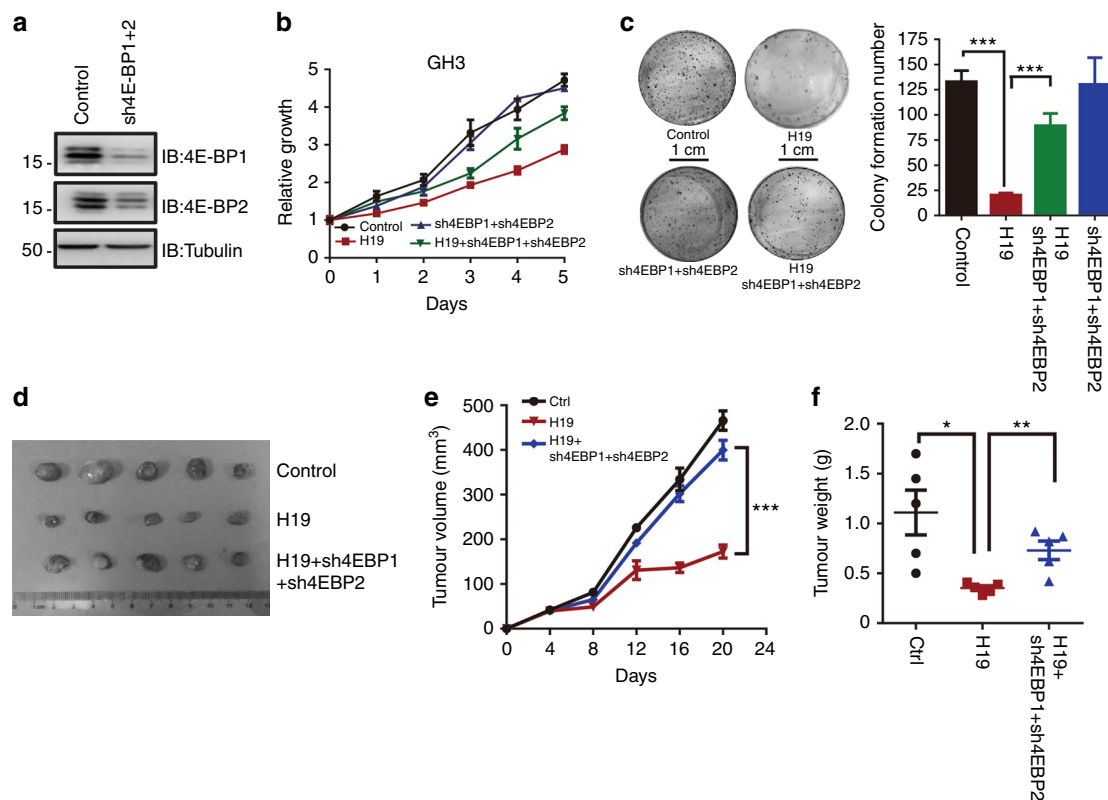 a
Control
sh4E-BP1+2
15 -
IB:4E-BP1
15 -
IB:4E-BP2
50 -
IB:Tubulin
b
GH3
Relative growth
5
4
3
2
1
0
Control
H19
sh4EBP1+sh4EBP2
H19+sh4EBP1+sh4EBP2
0 1 2 3 4 5
Days
c
Control
1 cm
H19
1 cm
sh4EBP1+sh4EBP2
H19
sh4EBP1+sh4EBP2
Colony formation number
175
150
125
100
75
50
25
0
***
***
Control
H19
H19
sh4EBP1+sh4EBP2
sh4EBP1+sh4EBP2
d
Control
H19
H19+sh4EBP1
+sh4EBP2
e
Tumour volume (mm³)
500
400
300
200
100
0
Ctrl
H19
H19+
sh4EBP1+sh4EBP2
***
0 4 8 12 16 20 24
Days
f
Tumour weight (g)
2.0
1.5
1.0
0.5
0
*
**
Ctrl
H19
H19+
sh4EBP1+sh4EBP2